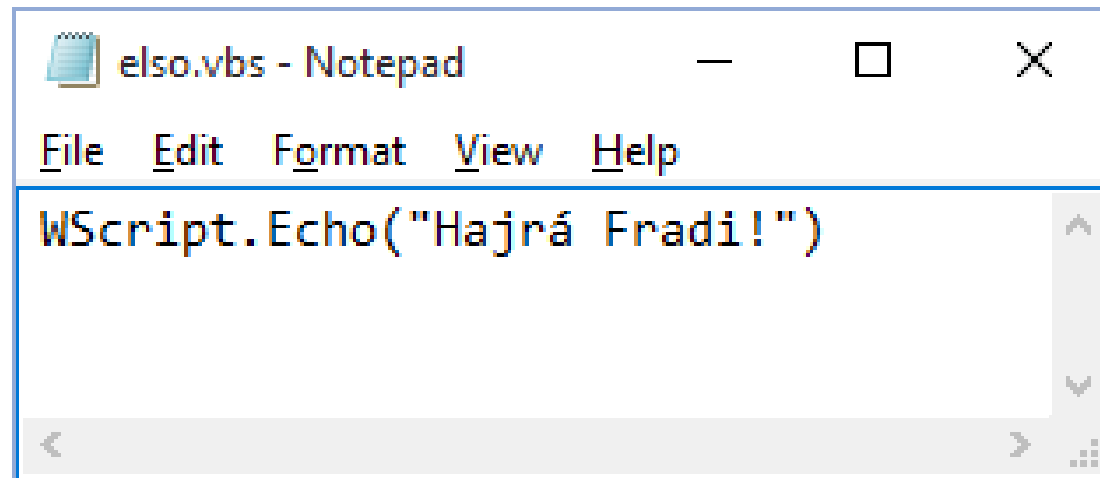 elso.vbs - Notepad
File Edit Format View Help
WScript.Echo("Hajrá Fradi!")